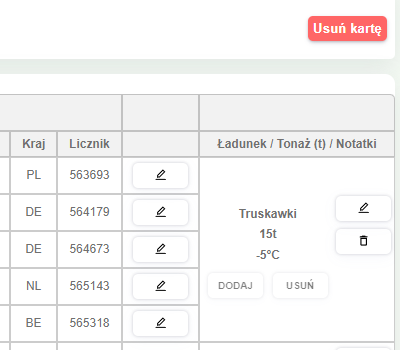 Usuń kartę
Kraj Licznik Ładunek / Tonaż (t) / Notatki
PL 563693
DE 564179
DE 564673
NL 565143
BE 565318
Truskawki
15t
-5°C
DODAJ USUŃ